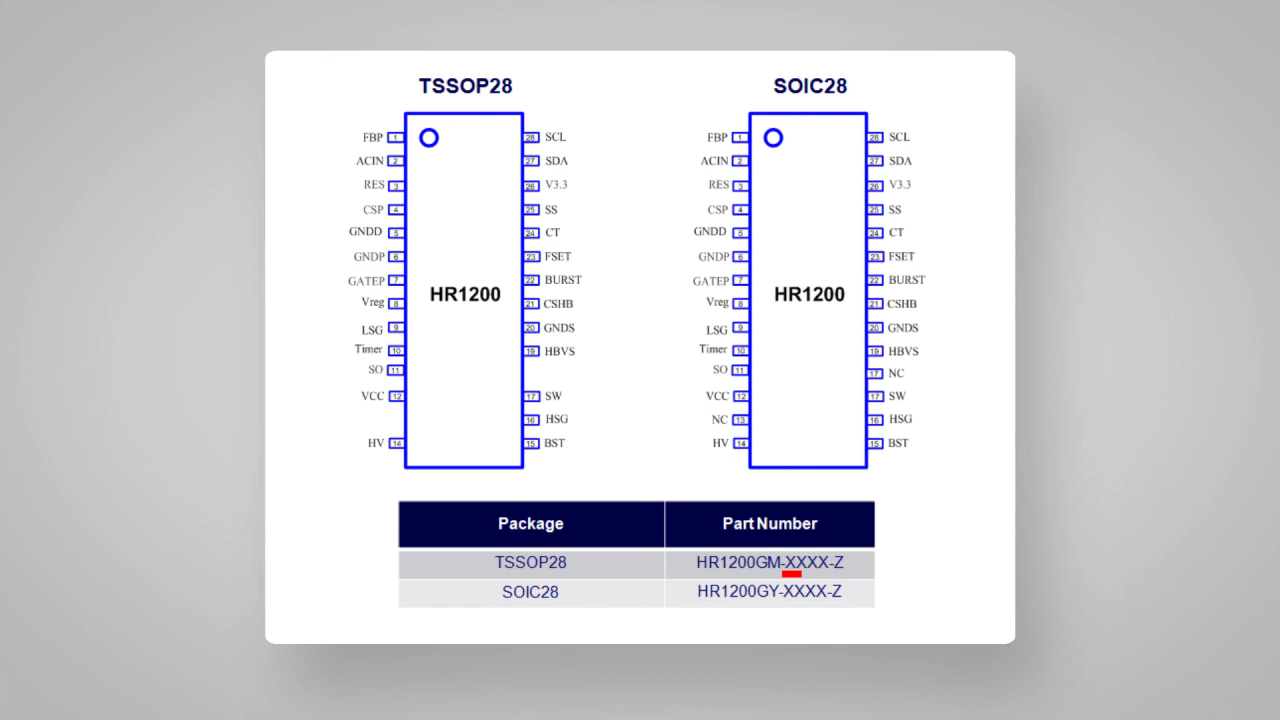 TSSOP28 SOIC28
FBP 1 28 SCL FBP 1 28 SCL
ACIN 2 27 SDA ACIN 2 27 SDA
RES 3 26 V3.3 RES 3 26 V3.3
CSP 4 25 SS CSP 4 25 SS
GNDD 5 24 CT GNDD 5 24 CT
GNDP 6 23 FSET GNDP 6 23 FSET
GATEP 7 22 BURST GATEP 7 22 BURST
HR1200 HR1200
Vreg 8 21 CSHB Vreg 8 21 CSHB
LSG 9 20 GNDS LSG 9 20 GNDS
Timer 10 19 HBVS Timer 10 19 HBVS
SO 11 SO 11 17 NC
VCC 12 17 SW VCC 12 17 SW
16 HSG NC 13 16 HSG
HV 14 15 BST HV 14 15 BST
Package Part Number
TSSOP28 HR1200GM-XXXX-Z
SOIC28 HR1200GY-XXXX-Z